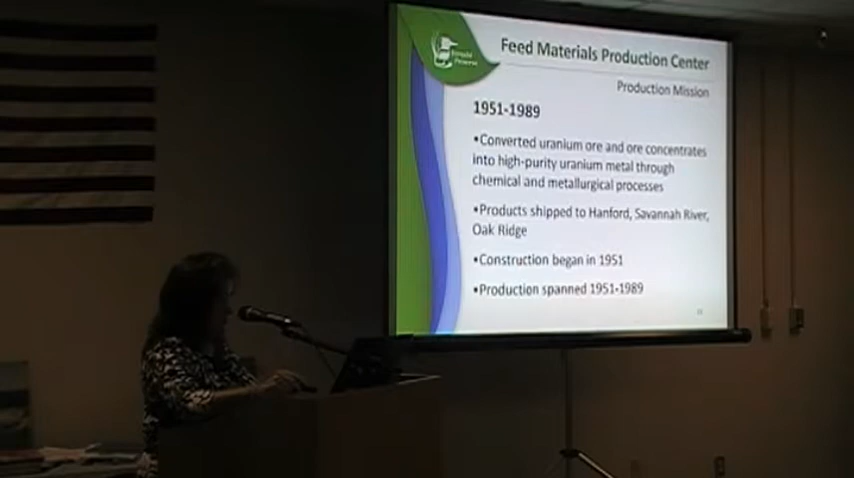 Fernald
Preserve
Feed Materials Production Center
Production Mission
1951-1989
•Converted uranium ore and ore concentrates
into high-purity uranium metal through
chemical and metallurgical processes
•Products shipped to Hanford, Savannah River,
Oak Ridge
•Construction began in 1951
•Production spanned 1951-1989